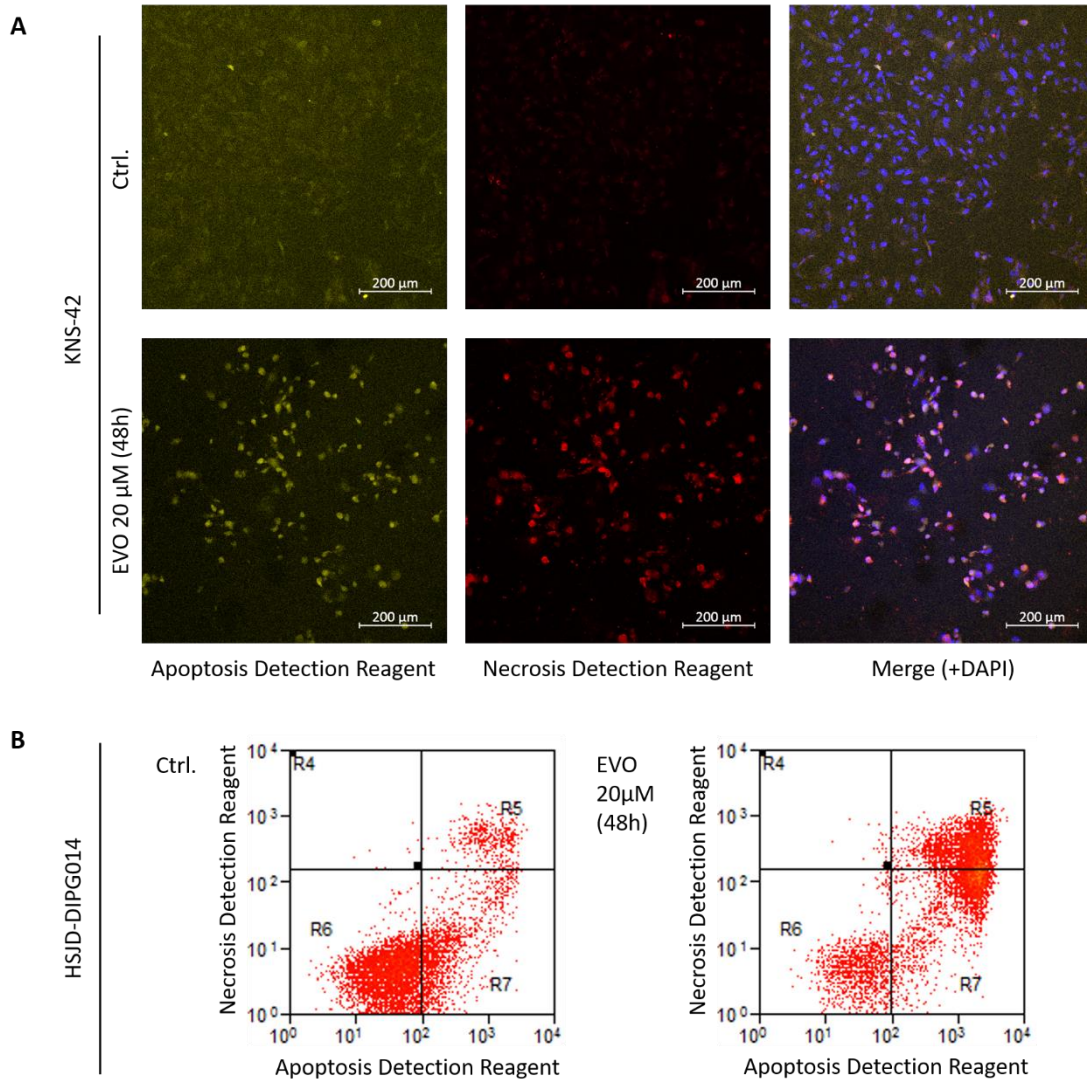 A
KNS-42
Ctrl.
200 µm
200 µm
200 µm
EVO 20 µM (48h)
200 µm
200 µm
200 µm
Apoptosis Detection Reagent
Necrosis Detection Reagent
Merge (+DAPI)
B
HSJD-DIPG014
Ctrl.
Necrosis Detection Reagent
10⁴
10³
10²
10¹
10⁰
R4
R5
R6
R7
10⁰ 10¹ 10² 10³ 10⁴
Apoptosis Detection Reagent
EVO
20µM
(48h)
Necrosis Detection Reagent
10⁴
10³
10²
10¹
10⁰
R4
R5
R6
R7
10⁰ 10¹ 10² 10³ 10⁴
Apoptosis Detection Reagent